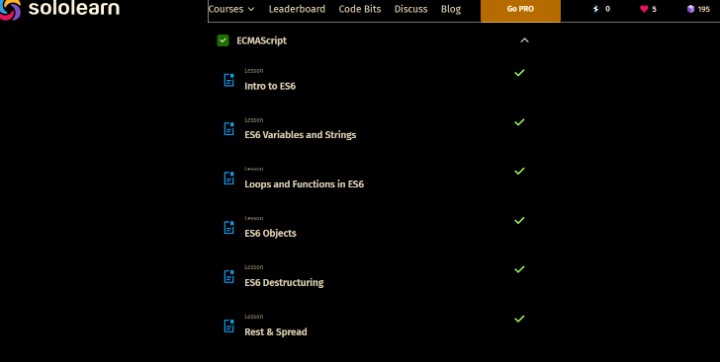 sololearn
Courses Leaderboard Code Bits Discuss Blog Go PRO 0 5 195
ECMAScript
Lesson
Intro to ES6
Lesson
ES6 Variables and Strings
Lesson
Loops and Functions in ES6
Lesson
ES6 Objects
Lesson
ES6 Destructuring
Lesson
Rest & Spread